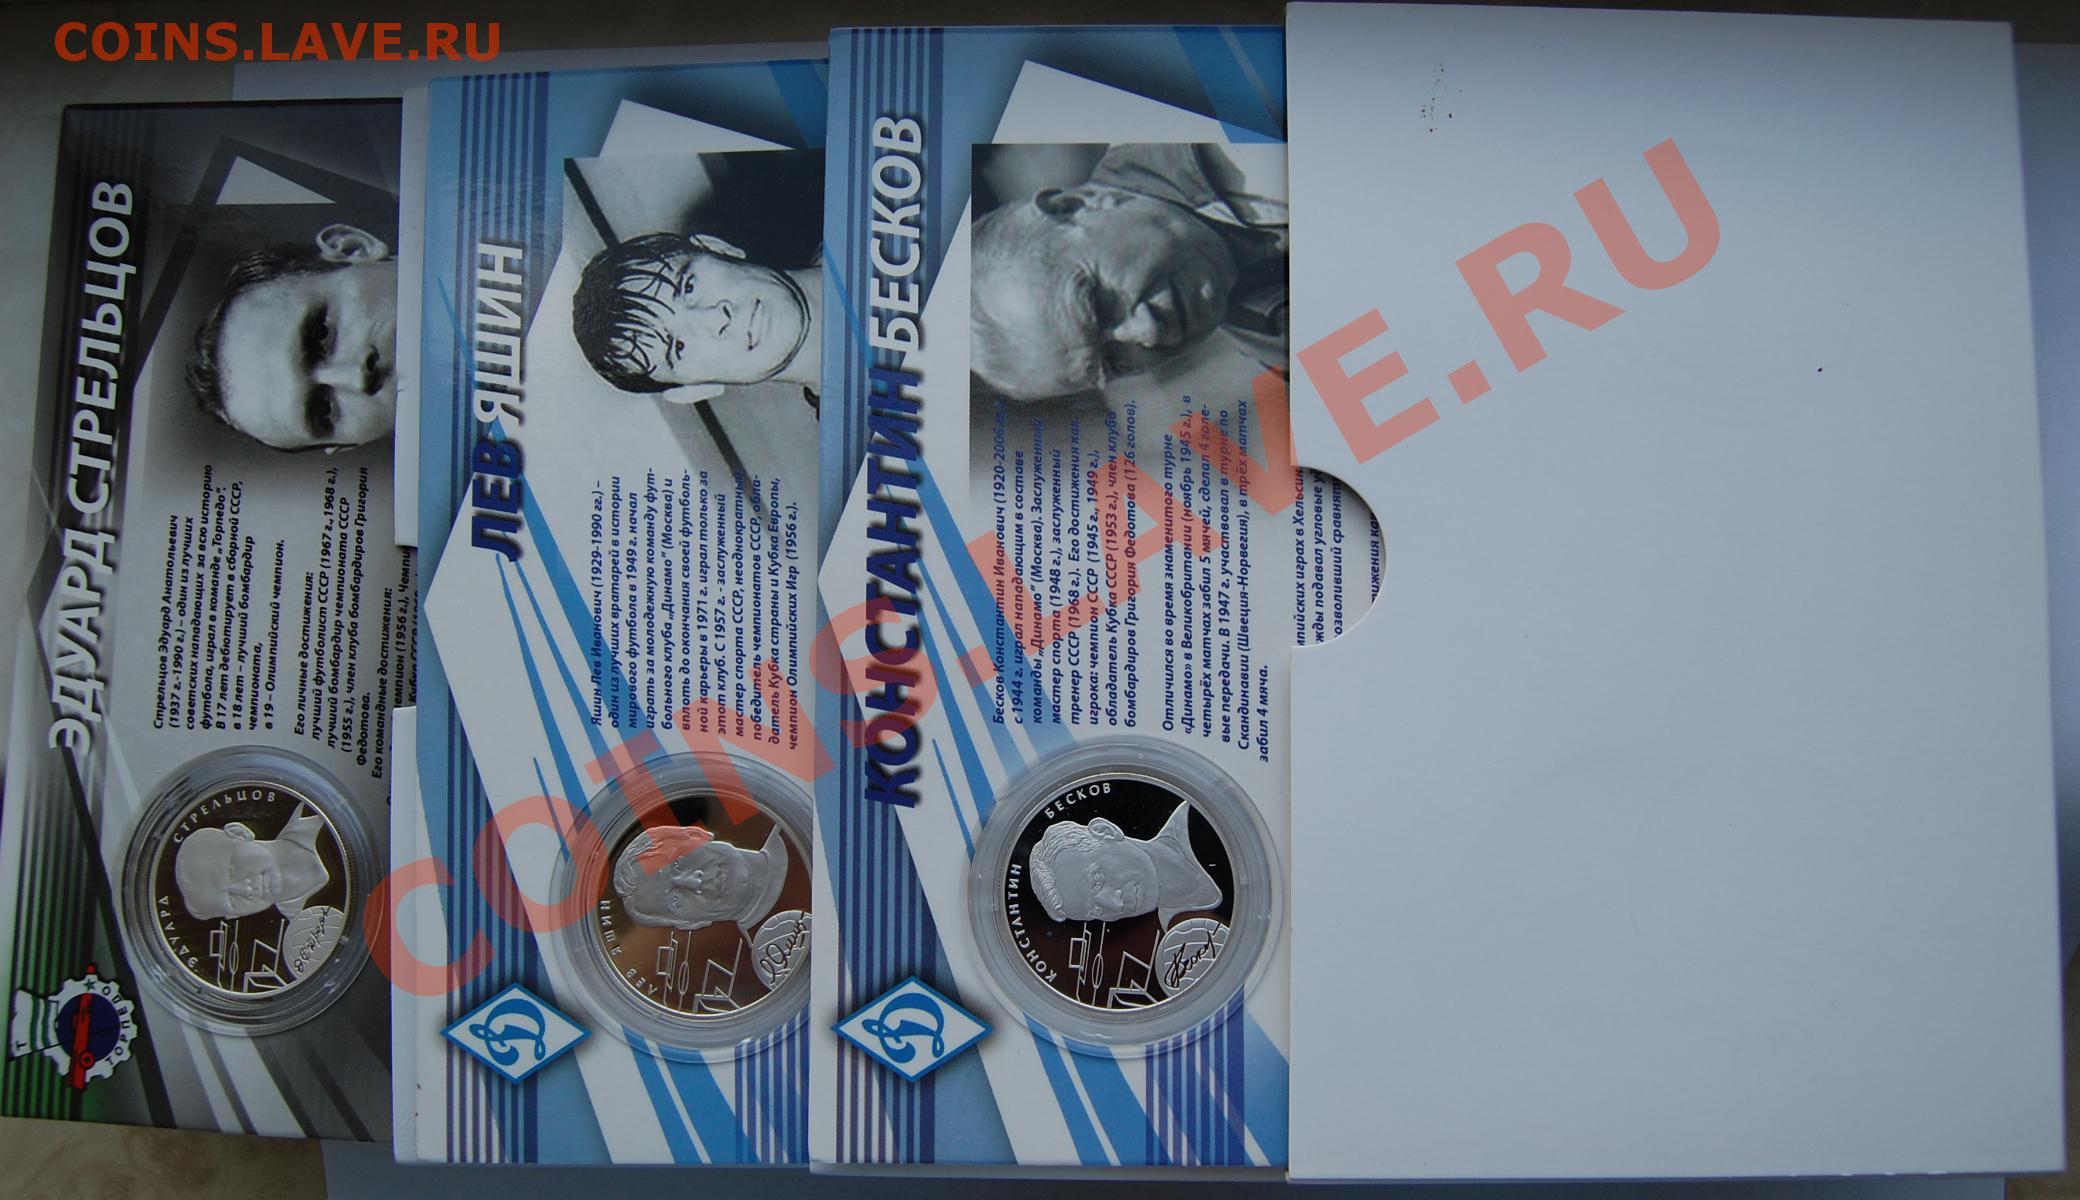 COINS.LAVE.RU
ЭДУАРД СТРЕЛЬЦОВ
Стрельцов Эдуард Анатольевич
(1937 г.-1990 г.) – один из лучших
советских нападающих за всю историю
футбола, играл в команде „Торпедо".
В 17 лет дебютирует в сборной СССР,
в 18 лет – лучший бомбардир
чемпионата,
в 19 – Олимпийский чемпион.
Его личные достижения:
лучший футболист СССР (1967 г., 1968 г.),
лучший бомбардир чемпионата СССР
(1955 г.), член клуба бомбардиров Григория
Федотова.
Его командные достижения:
ЭДУАРД СТРЕЛЬЦОВ
ТОРПЕДО
ЛЕВ ЯШИН
Яшин Лев Иванович (1929-1990 гг.) –
один из лучших вратарей в истории
мирового футбола в 1949 г. начал
играть за молодежную команду фут-
больного клуба „Динамо" (Москва) и
вплоть до окончания своей футболь-
ной карьеры в 1971 г. играл только за
этот клуб. С 1957 г. - заслуженный
мастер спорта СССР, неоднократный
победитель чемпионатов СССР, обла-
датель Кубка страны и Кубка Европы,
чемпион Олимпийских Игр (1956 г.),
ЛЕВ ЯШИН
Д
КОНСТАНТИН БЕСКОВ
Бесков Константин Иванович (1920-2006 гг.),
с 1944 г. играл нападающим в составе
команды „Динамо" (Москва). Заслуженный
мастер спорта (1948 г.), заслуженный
тренер СССР (1968 г.). Его достижения как
игрока: чемпион СССР (1945 г., 1949 г.),
обладатель Кубка СССР (1953 г.), член клуба
бомбардиров Григория Федотова (126 голов).
Отличился во время знаменитого турне
«Динамо» в Великобритании (ноябрь 1945 г.), в
четырёх матчах забил 5 мячей, сделал 4 голе-
вые передачи. В 1947 г. участвовал в турне по
Скандинавии (Швеция-Норвегия), в трёх матчах
забил 4 мяча.
КОНСТАНТИН БЕСКОВ
Д
COINS.LAVE.RU